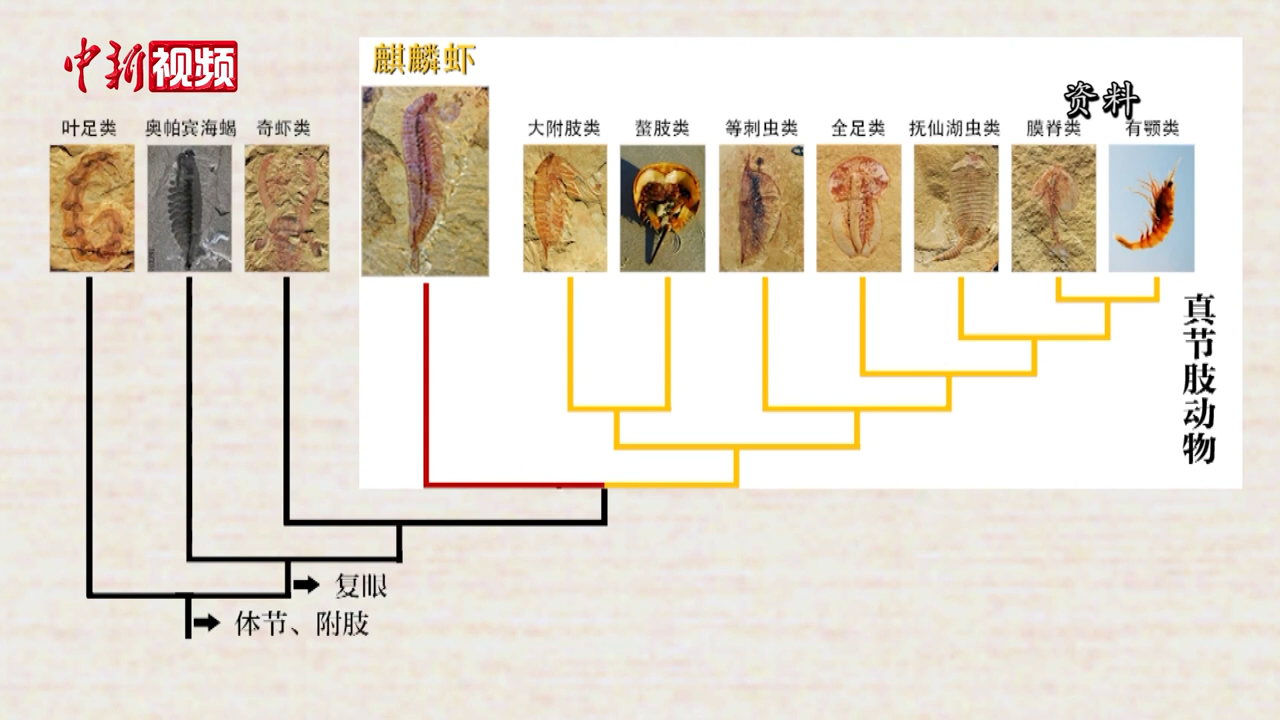 中新视频
麒麟虾
资料
叶足类
奥帕宾海蝎
奇虾类
大附肢类
螯肢类
等刺虫类
全足类
抚仙湖虫类
膜脊类
有颚类
真节肢动物
复眼
体节、附肢